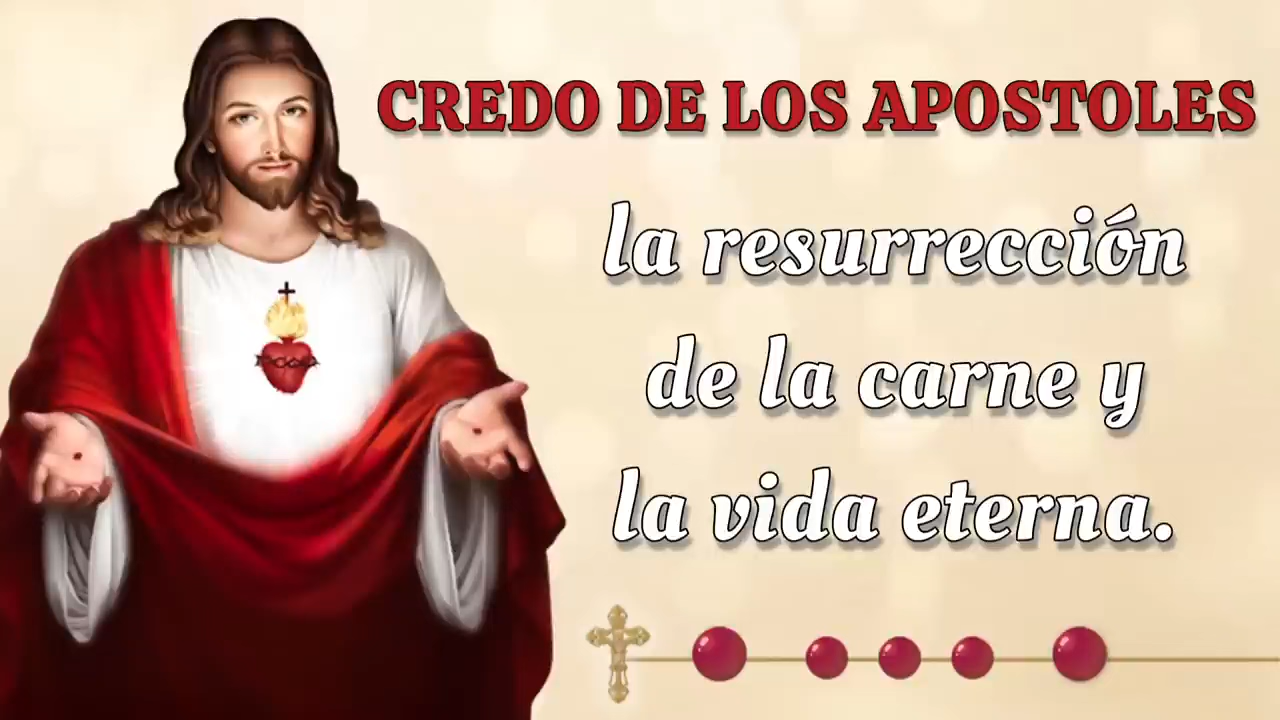 CREDO DE LOS APOSTOLES
la resurrección
de la carne y
la vida eterna.